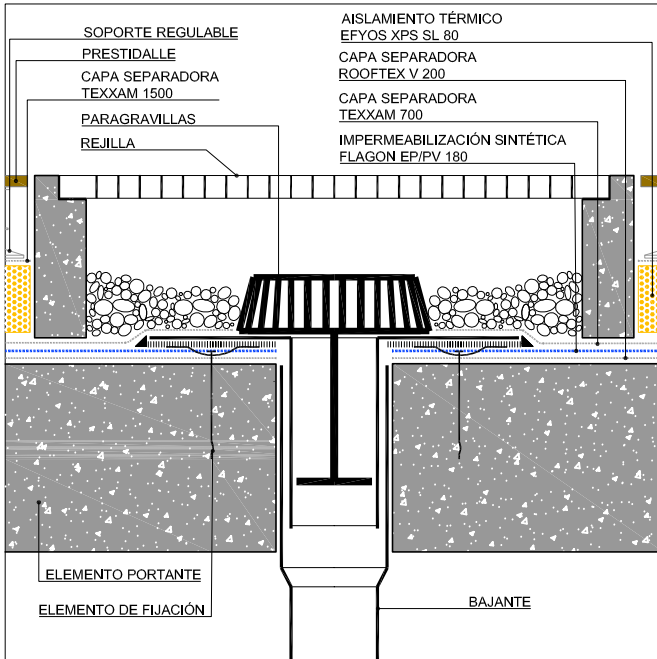 SOPORTE REGULABLE
PRESTIDALLE
CAPA SEPARADORA
TEXXAM 1500
PARAGRAVILLAS
REJILLA
AISLAMIENTO TÉRMICO
EFYOS XPS SL 80
CAPA SEPARADORA
ROOFTEX V 200
CAPA SEPARADORA
TEXXAM 700
IMPERMEABILIZACIÓN SINTÉTICA
FLAGON EP/PV 180
ELEMENTO PORTANTE
ELEMENTO DE FIJACIÓN
BAJANTE